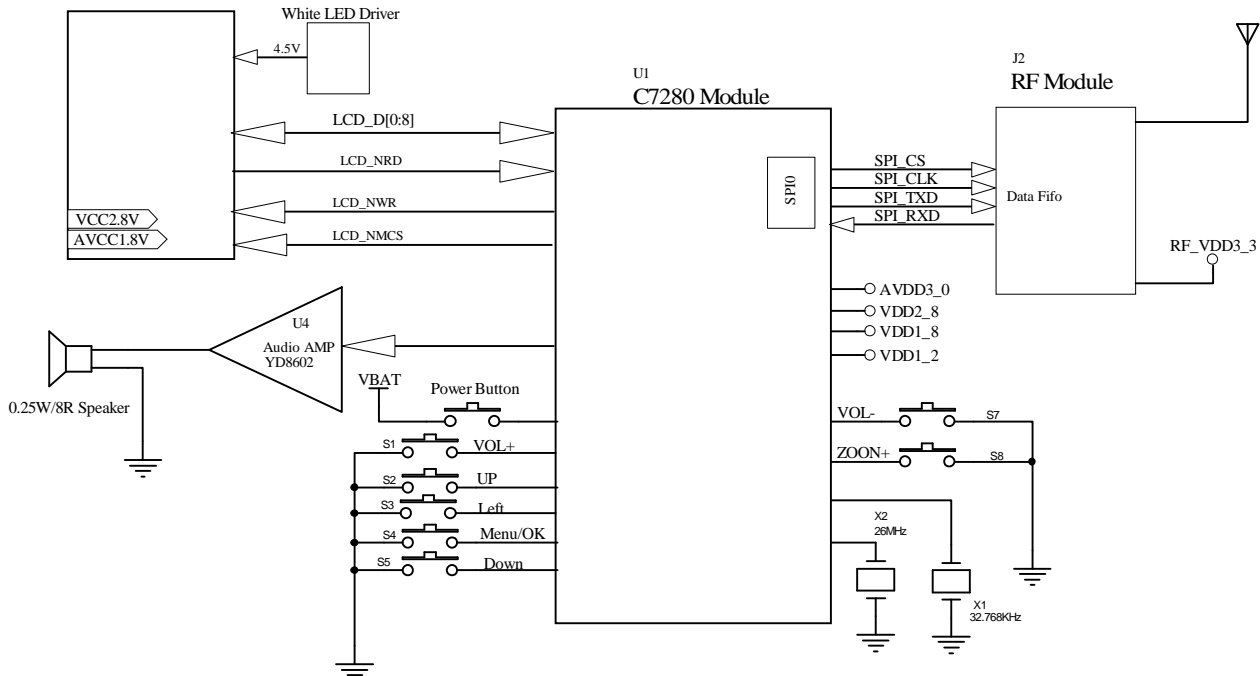 White LED Driver
4.5V
LCD_D[0:8]
LCD_NRD
LCD_NWR
LCD_NMCS
VCC2.8V
AVCC1.8V
U1
C7280 Module
SPI0
SPI_CS
SPI_CLK
SPI_TXD
SPI_RXD
J2
RF Module
Data Fifo
RF_VDD3_3
AVDD3_0
VDD2_8
VDD1_8
VDD1_2
U4
Audio AMP
YD8602
0.25W/8R Speaker
VBAT
Power Button
S1
VOL+
S2
UP
S3
Left
S4
Menu/OK
S5
Down
VOL-
S7
ZOON+
S8
X2
26MHz
X1
32.768KHz